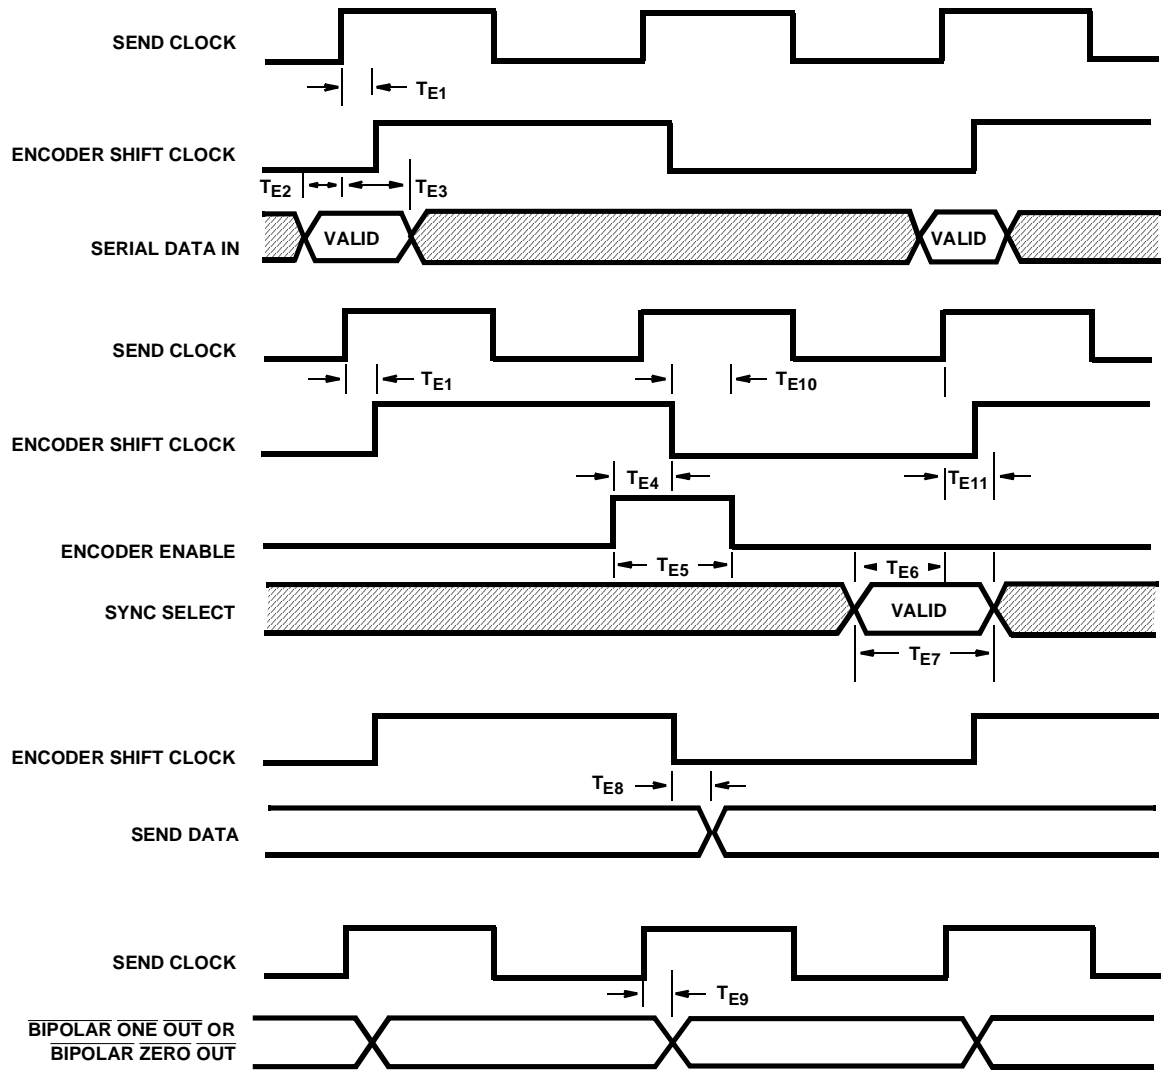 SEND CLOCK
TE1
ENCODER SHIFT CLOCK
TE2
TE3
SERIAL DATA IN
VALID
VALID
SEND CLOCK
TE1
TE10
ENCODER SHIFT CLOCK
TE4
TE11
ENCODER ENABLE
TE5
TE6
SYNC SELECT
VALID
TE7
ENCODER SHIFT CLOCK
TE8
SEND DATA
SEND CLOCK
TE9
BIPOLAR ONE OUT OR
BIPOLAR ZERO OUT